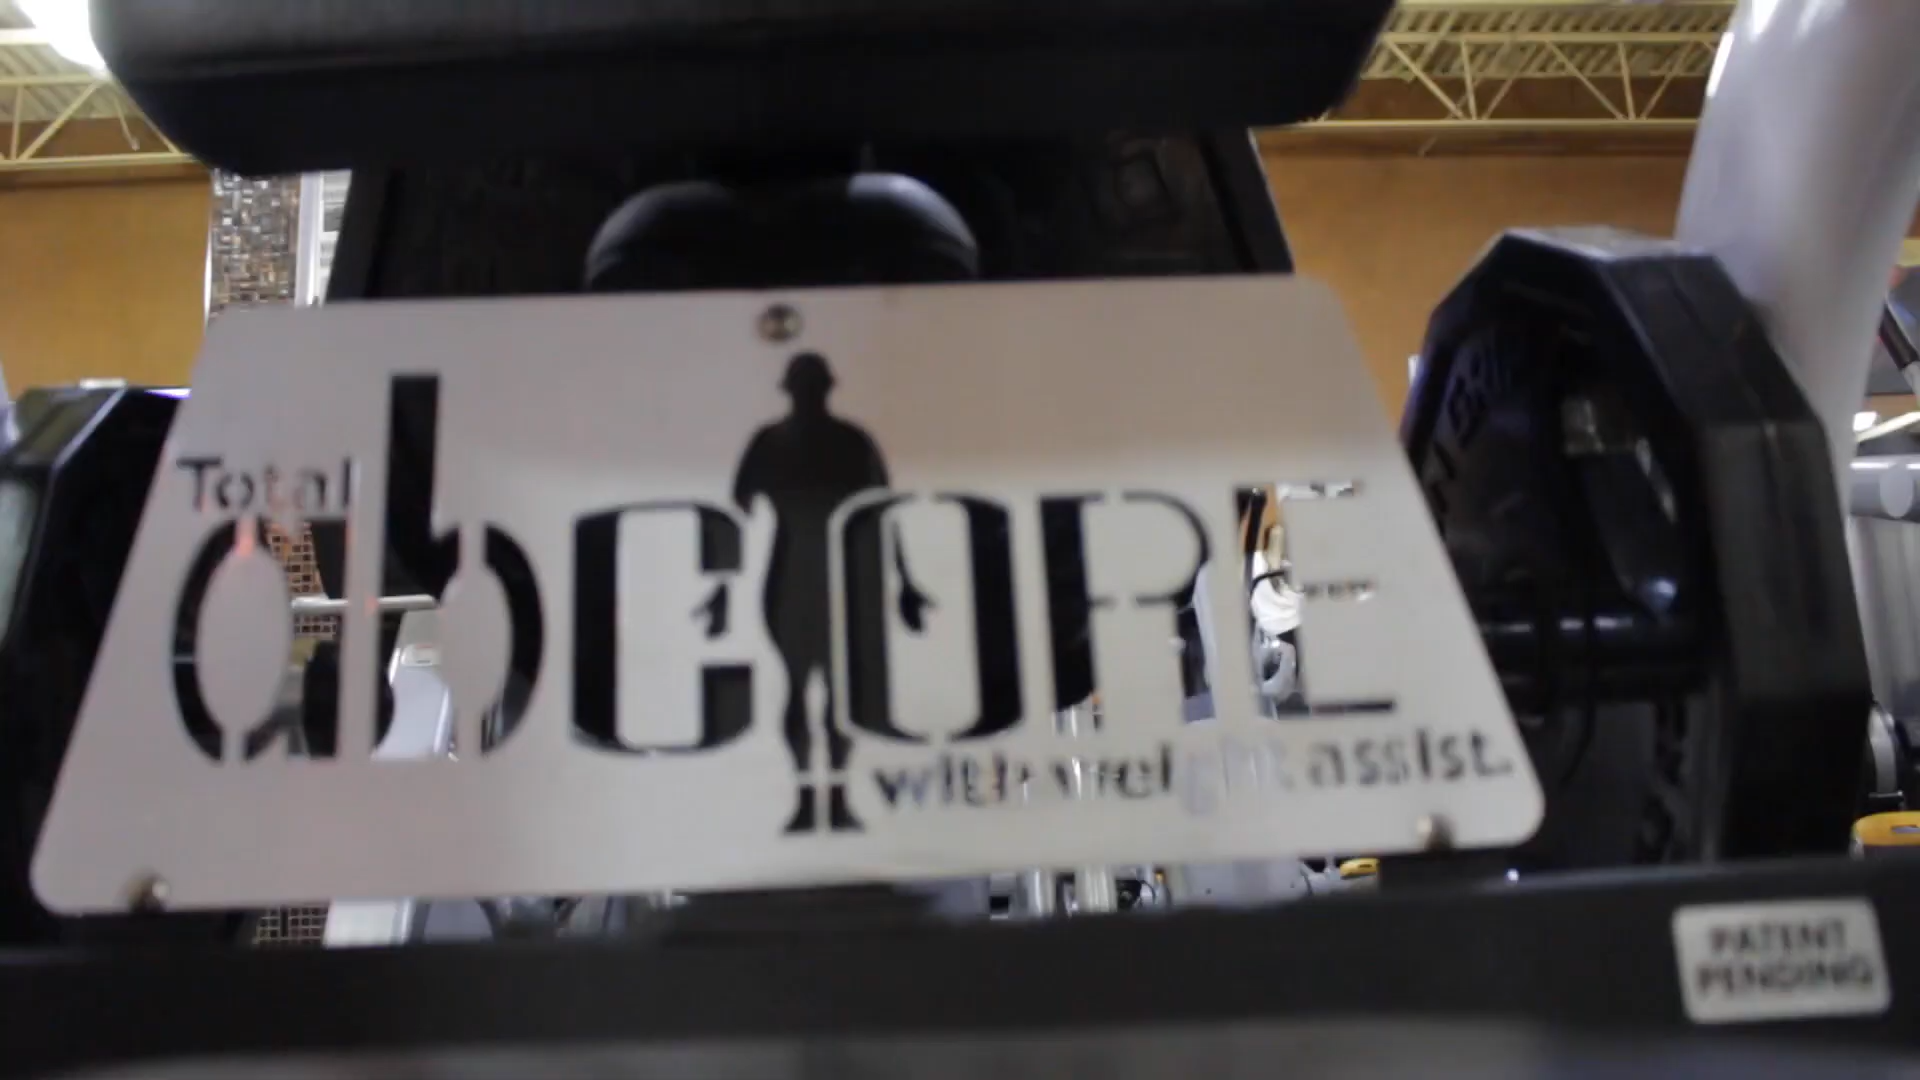 Total
abCORE
with weight assist.
PATENT
PENDING